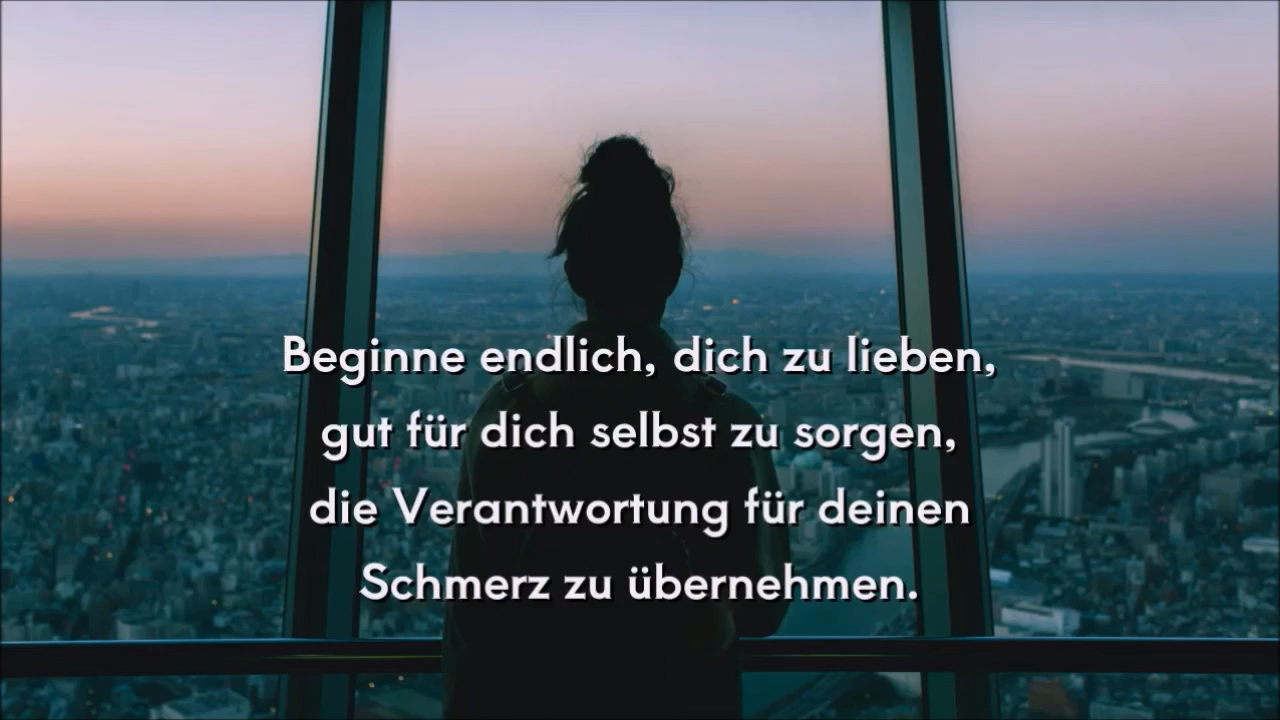 Beginne endlich, dich zu lieben,
gut für dich selbst zu sorgen,
die Verantwortung für deinen
Schmerz zu übernehmen.